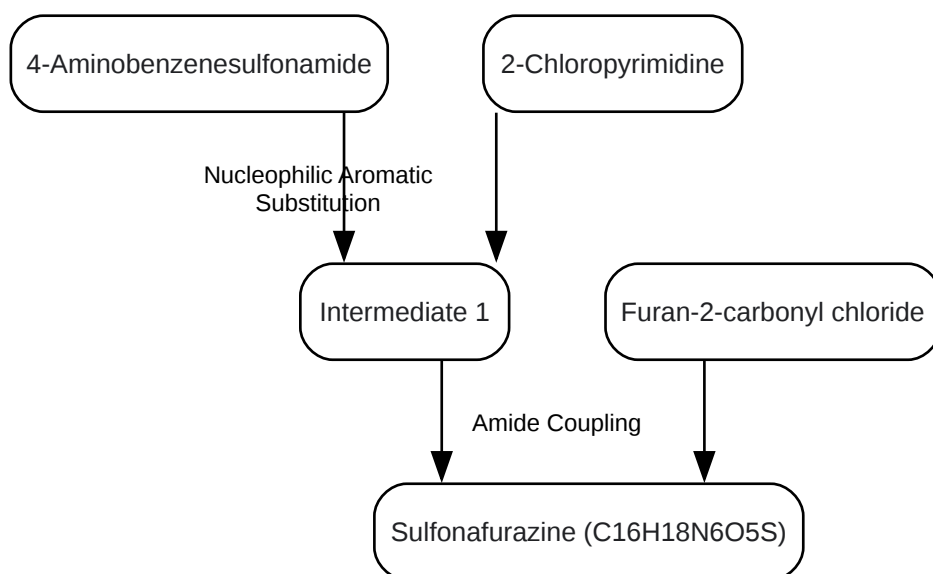 4-Aminobenzenesulfonamide
2-Chloropyrimidine
Nucleophilic Aromatic
Substitution
Intermediate 1
Furan-2-carbonyl chloride
Amide Coupling
Sulfonafurazine (C16H18N6O5S)